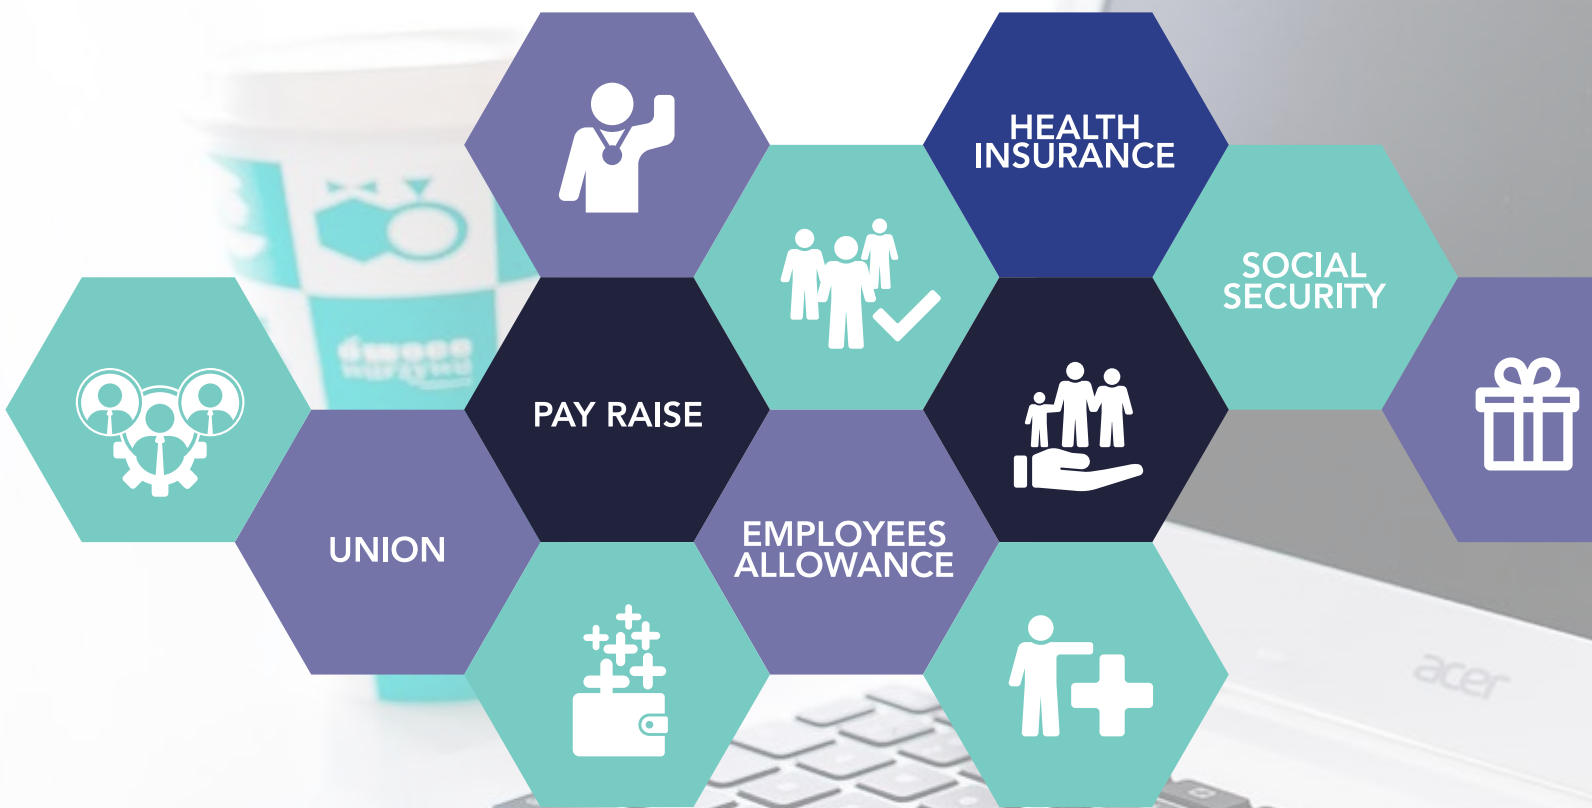 HEALTH
INSURANCE
SOCIAL
SECURITY
PAY RAISE
UNION
EMPLOYEES
ALLOWANCE
acer